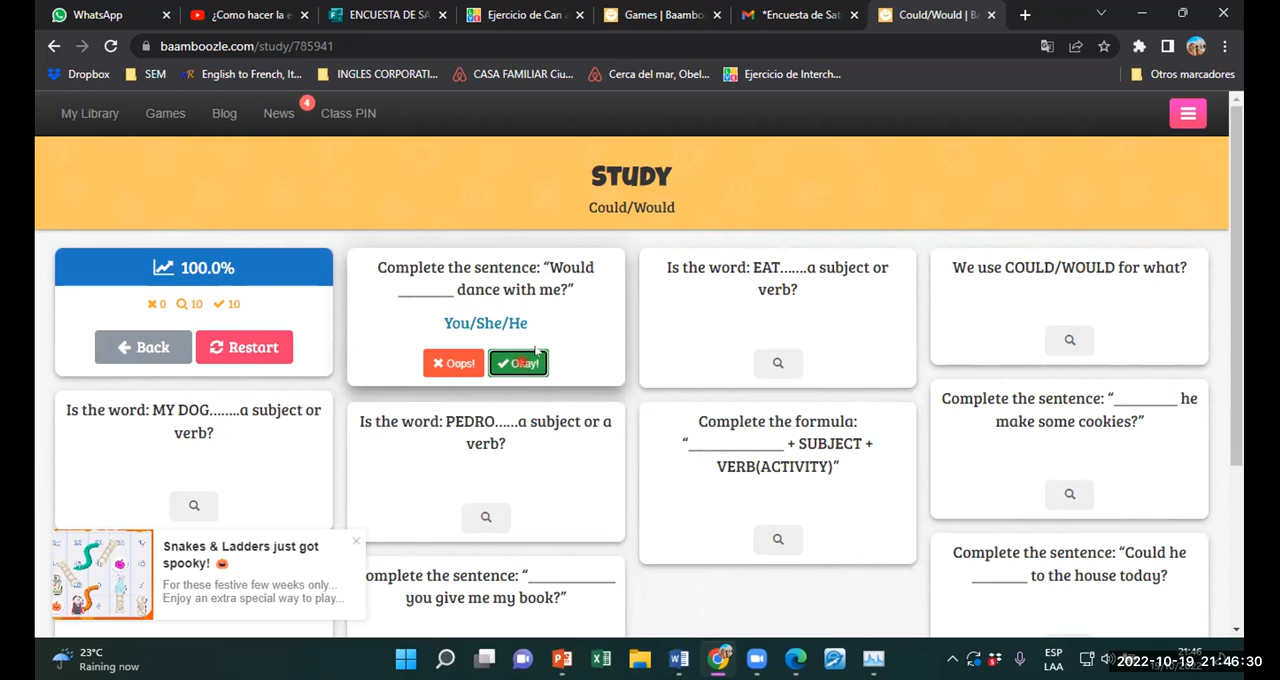 WhatsApp
¿Como hacer la e
ENCUESTA DE SA
Ejercicio de Can
Games | Baambo
*Encuesta de Sat
Could/Would | B
baamboozle.com/study/785941
Dropbox
SEM
English to French, It...
INGLES CORPORATI...
CASA FAMILIAR Ciu...
Cerca del mar, Obel...
Ejercicio de Interch...
Otros marcadores
My Library
Games
Blog
News
4
Class PIN
STUDY
Could/Would
100.0%
0 10 10
Back
Restart
Complete the sentence: “Would
________ dance with me?”
You/She/He
Oops!
Okay!
Is the word: EAT.......a subject or
verb?
We use COULD/WOULD for what?
Is the word: MY DOG........a subject or
verb?
Is the word: PEDRO......a subject or a
verb?
Complete the formula:
“______________ + SUBJECT +
VERB(ACTIVITY)”
Complete the sentence: “_________ he
make some cookies?”
Snakes & Ladders just got
spooky!
For these festive few weeks only...
Enjoy an extra special way to play...
omplete the sentence: “____________
you give me my book?”
Complete the sentence: “Could he
________ to the house today?
23°C
Raining now
ESP
LAA
21:46
2022-10-19, 21:46:30